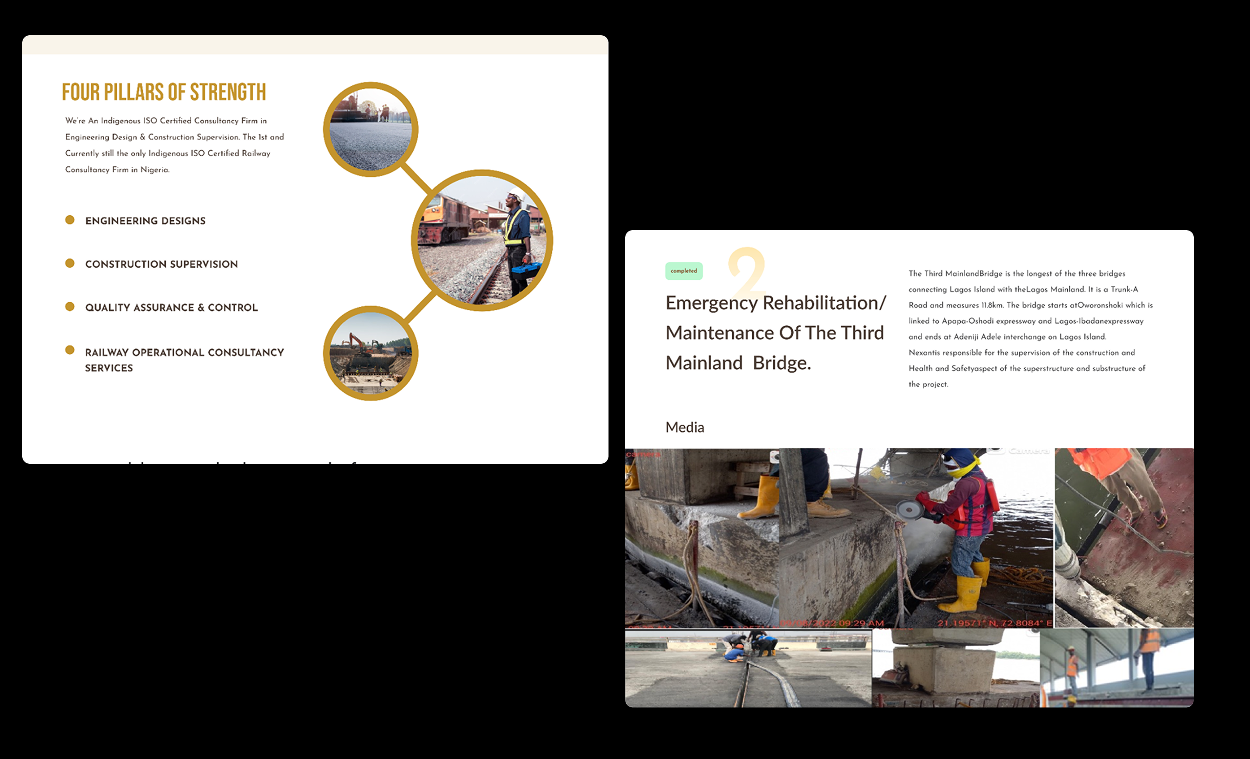 FOUR PILLARS OF STRENGTH
We're An Indigenous ISO Certified Consultancy Firm in
Engineering Design & Construction Supervision. The 1st and
Currently still the only Indigenous ISO Certified Railway
Consultancy Firm in Nigeria.
ENGINEERING DESIGNS
CONSTRUCTION SUPERVISION
QUALITY ASSURANCE & CONTROL
RAILWAY OPERATIONAL CONSULTANCY
SERVICES
completed
2
Emergency Rehabilitation/
Maintenance Of The Third
Mainland Bridge.
The Third MainlandBridge is the longest of the three bridges
connecting Lagos Island with theLagos Mainland. It is a Trunk-A
Road and measures 11.8km. The bridge starts atOworonshoki which is
linked to Apapa-Oshodi expressway and Lagos-Ibadanexpressway
and ends at Adeniji Adele interchange on Lagos Island.
Nexantis responsible for the supervision of the construction and
Health and Safetyaspect of the superstructure and substructure of
the project.
Media
2022 09:29 AM
21.19571° N, 72.8084° E